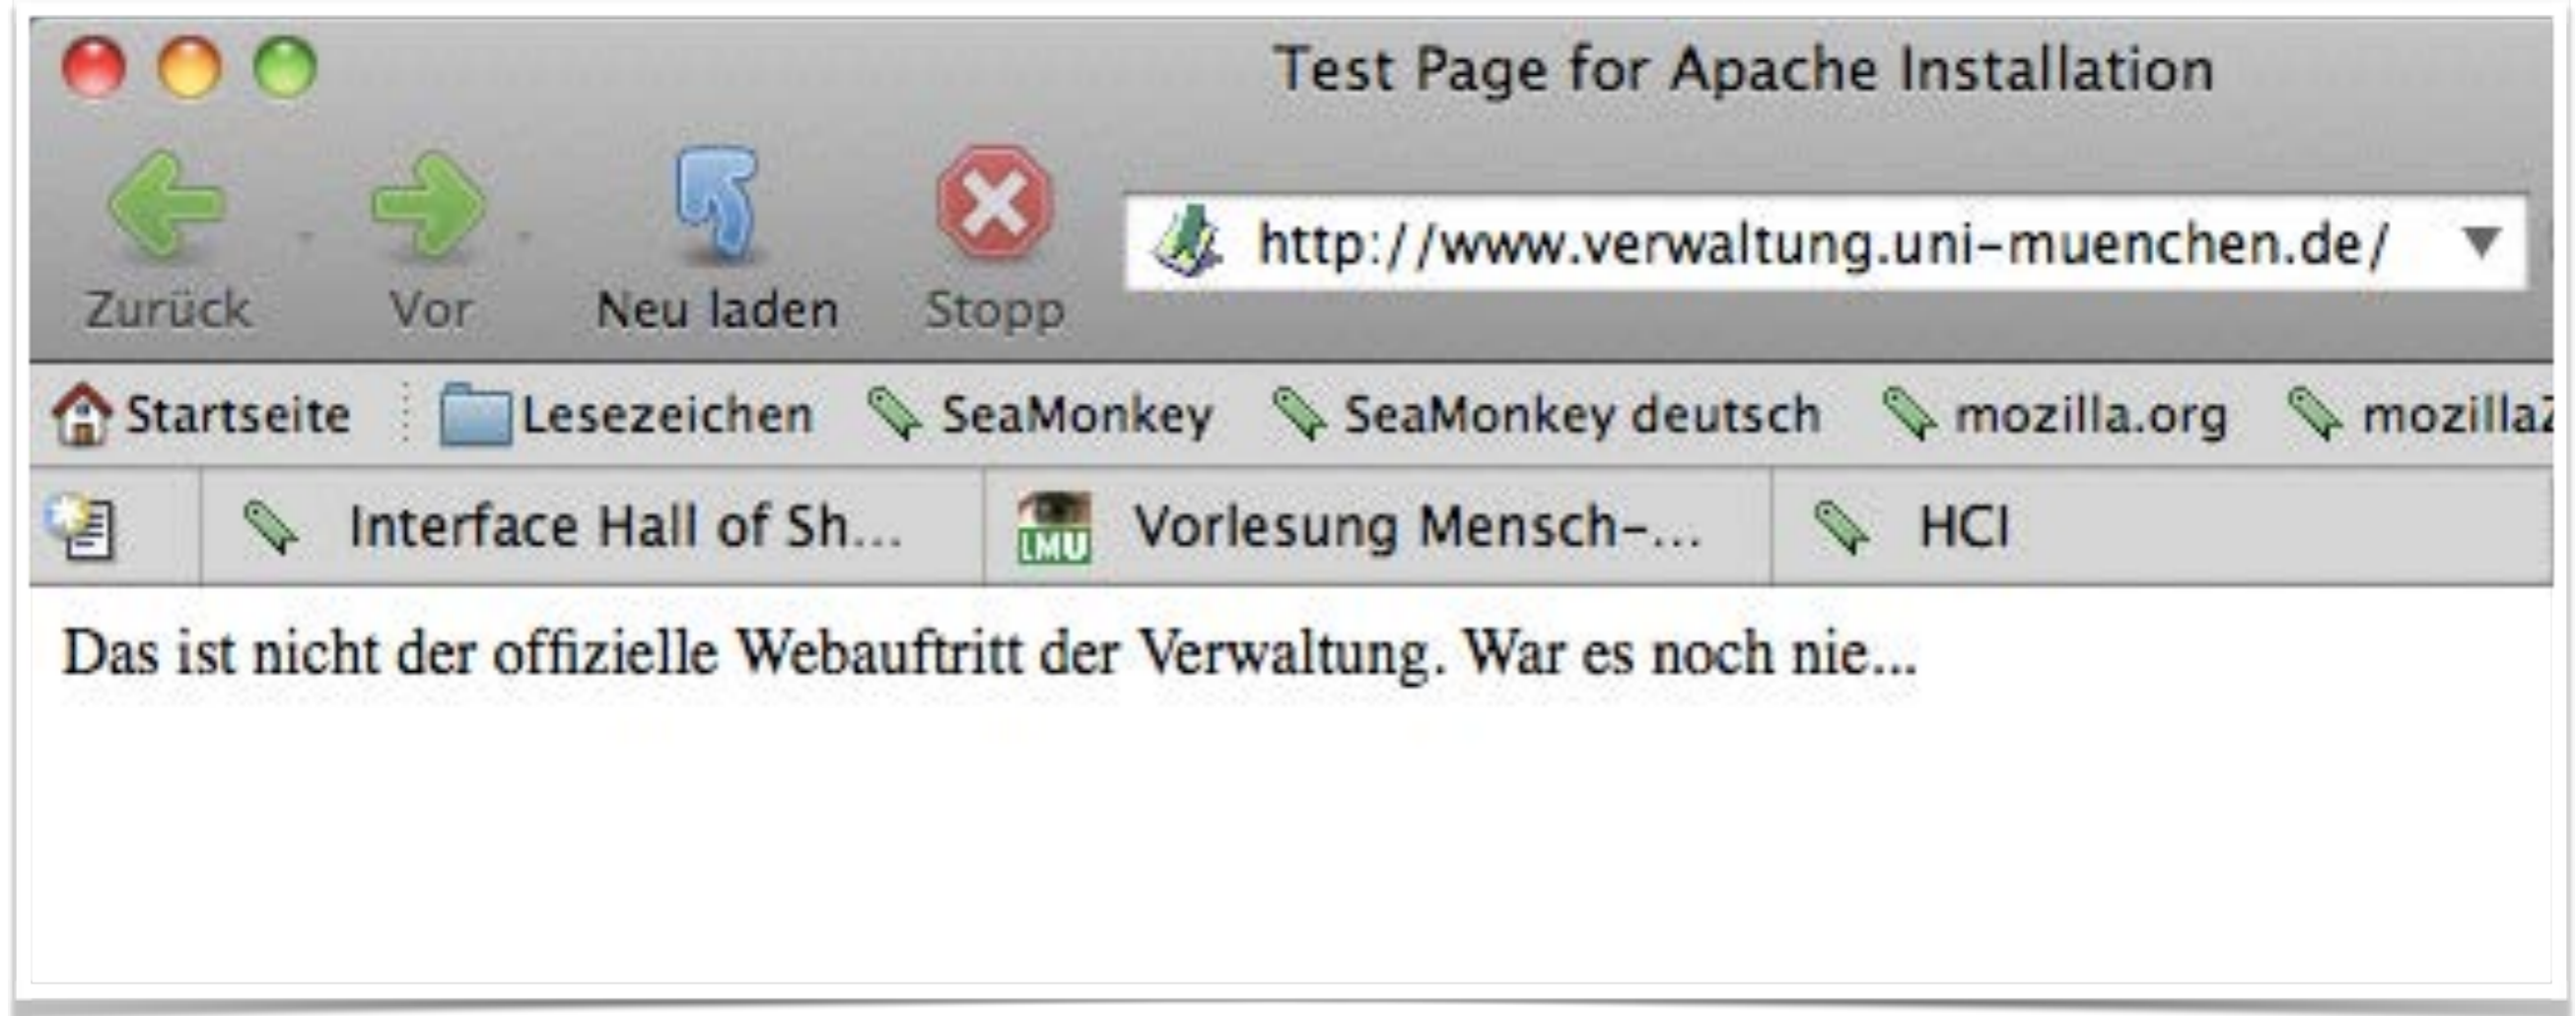 Test Page for Apache Installation
http://www.verwaltung.uni-muenchen.de/
Zurück Vor Neu laden Stopp
Startseite Lesezeichen SeaMonkey SeaMonkey deutsch mozilla.org mozillaZ
Interface Hall of Sh... LMU Vorlesung Mensch-... HCI
Das ist nicht der offizielle Webauftritt der Verwaltung. War es noch nie...